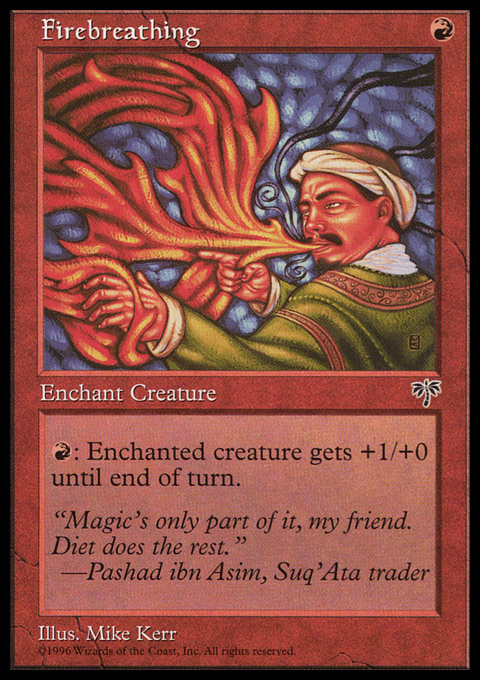 Firebreathing
Enchant Creature
: Enchanted creature gets +1/+0
until end of turn.
"Magic's only part of it, my friend.
Diet does the rest."
—Pashad ibn Asim, Suq'Ata trader
Illus. Mike Kerr
©1996 Wizards of the Coast, Inc. All rights reserved.